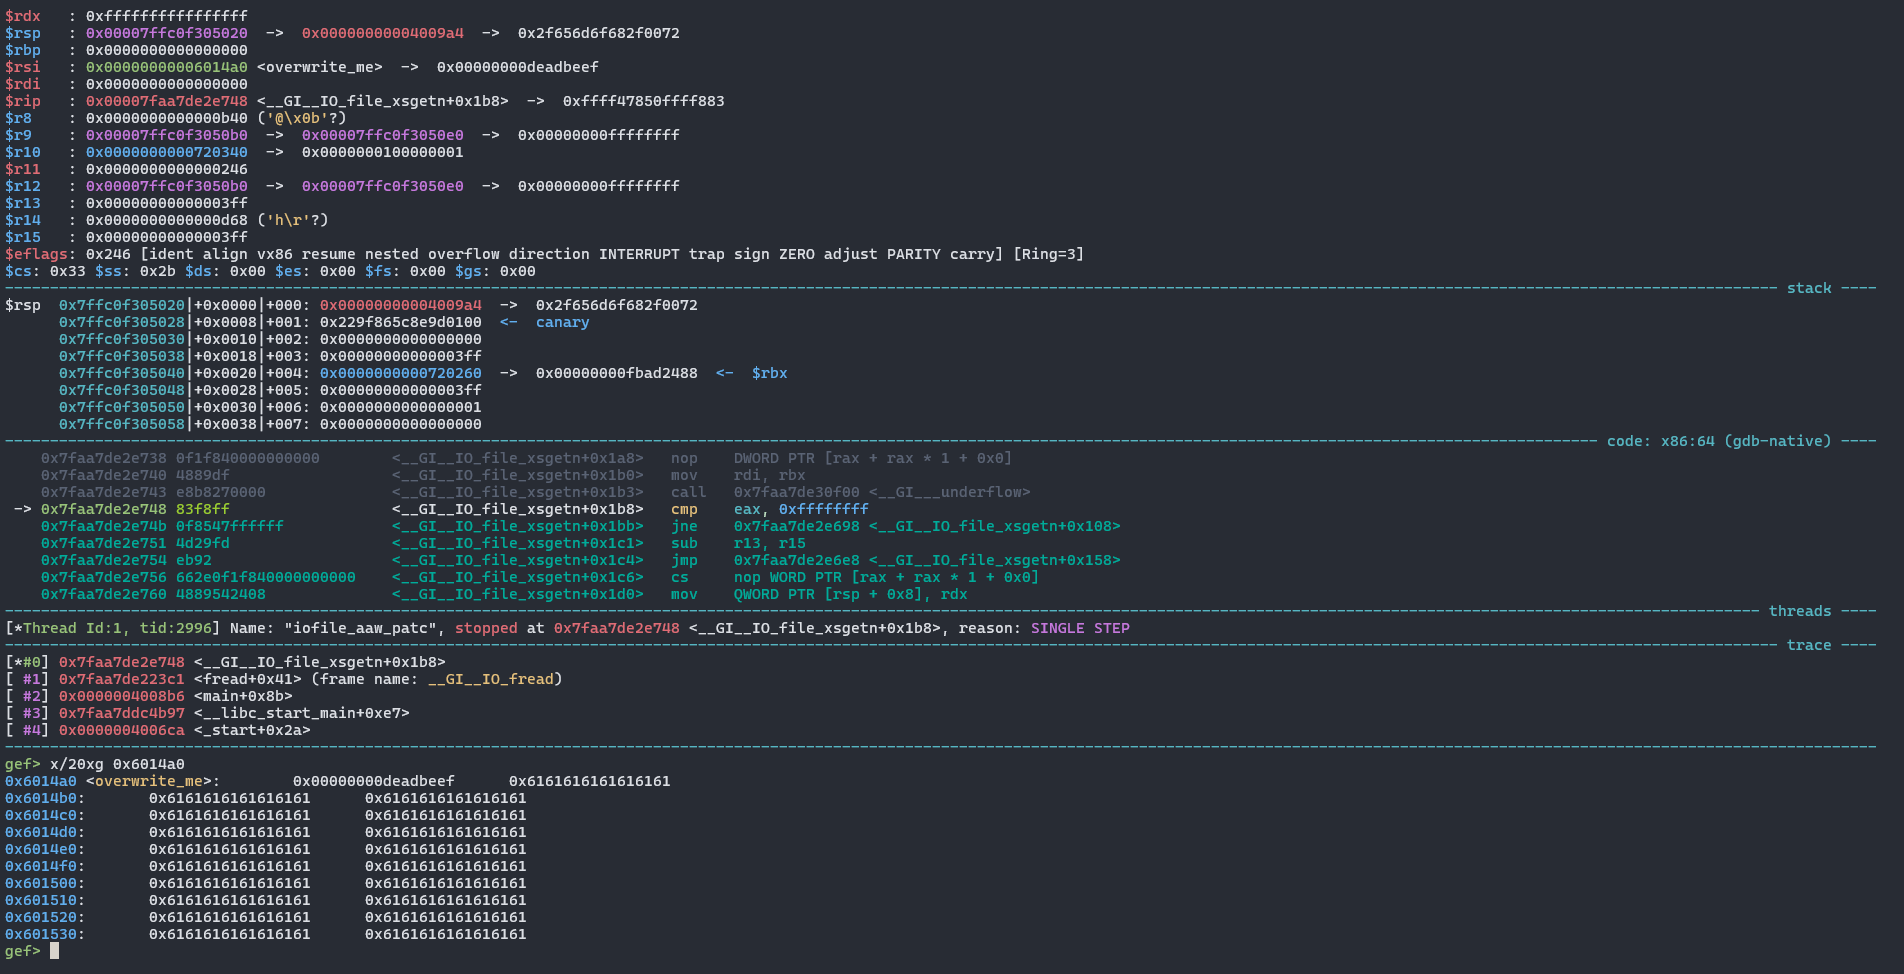 $rdx   : 0xffffffffffffffff
$rsp   : 0x00007ffc0f305020  ->  0x00000000004009a4  ->  0x2f656d6f682f0072
$rbp   : 0x0000000000000000
$rsi   : 0x00000000006014a0 <overwrite_me>  ->  0x00000000deadbeef
$rdi   : 0x0000000000000000
$rip   : 0x00007faa7de2e748 <__GI__IO_file_xsgetn+0x1b8>  ->  0xffff47850ffff883
$r8    : 0x0000000000000b40 ('@\x0b'?)
$r9    : 0x00007ffc0f3050b0  ->  0x00007ffc0f3050e0  ->  0x00000000ffffffff
$r10   : 0x0000000000720340  ->  0x0000000100000001
$r11   : 0x0000000000000246
$r12   : 0x00007ffc0f3050b0  ->  0x00007ffc0f3050e0  ->  0x00000000ffffffff
$r13   : 0x00000000000003ff
$r14   : 0x0000000000000d68 ('h\r'?)
$r15   : 0x00000000000003ff
$eflags: 0x246 [ident align vx86 resume nested overflow direction INTERRUPT trap sign ZERO adjust PARITY carry] [Ring=3]
$cs: 0x33 $ss: 0x2b $ds: 0x00 $es: 0x00 $fs: 0x00 $gs: 0x00
stack ----
$rsp  0x7ffc0f305020|+0x0000|+000: 0x00000000004009a4  ->  0x2f656d6f682f0072
0x7ffc0f305028|+0x0008|+001: 0x229f865c8e9d0100  <-  canary
0x7ffc0f305030|+0x0010|+002: 0x0000000000000000
0x7ffc0f305038|+0x0018|+003: 0x00000000000003ff
0x7ffc0f305040|+0x0020|+004: 0x0000000000720260  ->  0x00000000fbad2488  <-  $rbx
0x7ffc0f305048|+0x0028|+005: 0x00000000000003ff
0x7ffc0f305050|+0x0030|+006: 0x0000000000000001
0x7ffc0f305058|+0x0038|+007: 0x0000000000000000
code: x86:64 (gdb-native) ----
0x7faa7de2e738 0f1f840000000000        <__GI__IO_file_xsgetn+0x1a8>   nop    DWORD PTR [rax + rax * 1 + 0x0]
0x7faa7de2e740 4889df                  <__GI__IO_file_xsgetn+0x1b0>   mov    rdi, rbx
0x7faa7de2e743 e8b8270000              <__GI__IO_file_xsgetn+0x1b3>   call   0x7faa7de30f00 <__GI___underflow>
-> 0x7faa7de2e748 83f8ff                  <__GI__IO_file_xsgetn+0x1b8>   cmp    eax, 0xffffffff
0x7faa7de2e74b 0f8547ffffff            <__GI__IO_file_xsgetn+0x1bb>   jne    0x7faa7de2e698 <__GI__IO_file_xsgetn+0x108>
0x7faa7de2e751 4d29fd                  <__GI__IO_file_xsgetn+0x1c1>   sub    r13, r15
0x7faa7de2e754 eb92                    <__GI__IO_file_xsgetn+0x1c4>   jmp    0x7faa7de2e6e8 <__GI__IO_file_xsgetn+0x158>
0x7faa7de2e756 662e0f1f840000000000    <__GI__IO_file_xsgetn+0x1c6>   cs     nop WORD PTR [rax + rax * 1 + 0x0]
0x7faa7de2e760 4889542408              <__GI__IO_file_xsgetn+0x1d0>   mov    QWORD PTR [rsp + 0x8], rdx
threads ----
[*Thread Id:1, tid:2996] Name: "iofile_aaw_patc", stopped at 0x7faa7de2e748 <__GI__IO_file_xsgetn+0x1b8>, reason: SINGLE STEP
trace ----
[*#0] 0x7faa7de2e748 <__GI__IO_file_xsgetn+0x1b8>
[ #1] 0x7faa7de223c1 <fread+0x41> (frame name: __GI__IO_fread)
[ #2] 0x0000004008b6 <main+0x8b>
[ #3] 0x7faa7ddc4b97 <__libc_start_main+0xe7>
[ #4] 0x0000004006ca <_start+0x2a>
gef> x/20xg 0x6014a0
0x6014a0 <overwrite_me>:        0x00000000deadbeef      0x6161616161616161
0x6014b0:       0x6161616161616161      0x6161616161616161
0x6014c0:       0x6161616161616161      0x6161616161616161
0x6014d0:       0x6161616161616161      0x6161616161616161
0x6014e0:       0x6161616161616161      0x6161616161616161
0x6014f0:       0x6161616161616161      0x6161616161616161
0x601500:       0x6161616161616161      0x6161616161616161
0x601510:       0x6161616161616161      0x6161616161616161
0x601520:       0x6161616161616161      0x6161616161616161
0x601530:       0x6161616161616161      0x6161616161616161
gef>